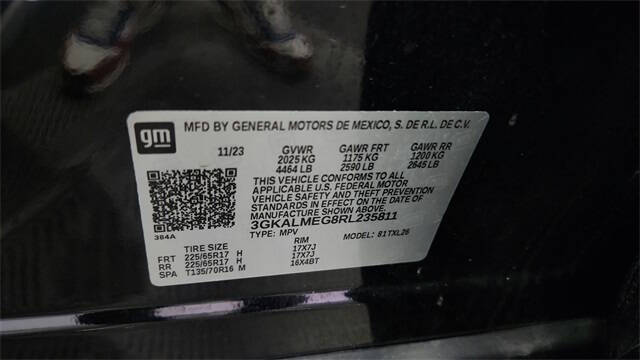 gm
MFD BY GENERAL MOTORS DE MEXICO, S. DE R.L. DE C.V.
11/23 GVWR GAWR FRT GAWR RR
2025 KG 1175 KG 1200 KG
4464 LB 2590 LB 2645 LB
THIS VEHICLE CONFORMS TO ALL
APPLICABLE U.S. FEDERAL MOTOR
VEHICLE SAFETY AND THEFT PREVENTION
STANDARDS IN EFFECT ON THE DATE OF
MANUFACTURE SHOWN ABOVE.
3GKALMEG8RL235811
384A
TYPE: MPV MODEL: 81TXL26
TIRE SIZE RIM
FRT 225/65R17 H 17X7J
RR 225/65R17 H 17X7J
SPA T135/70R16 M 16X4BT